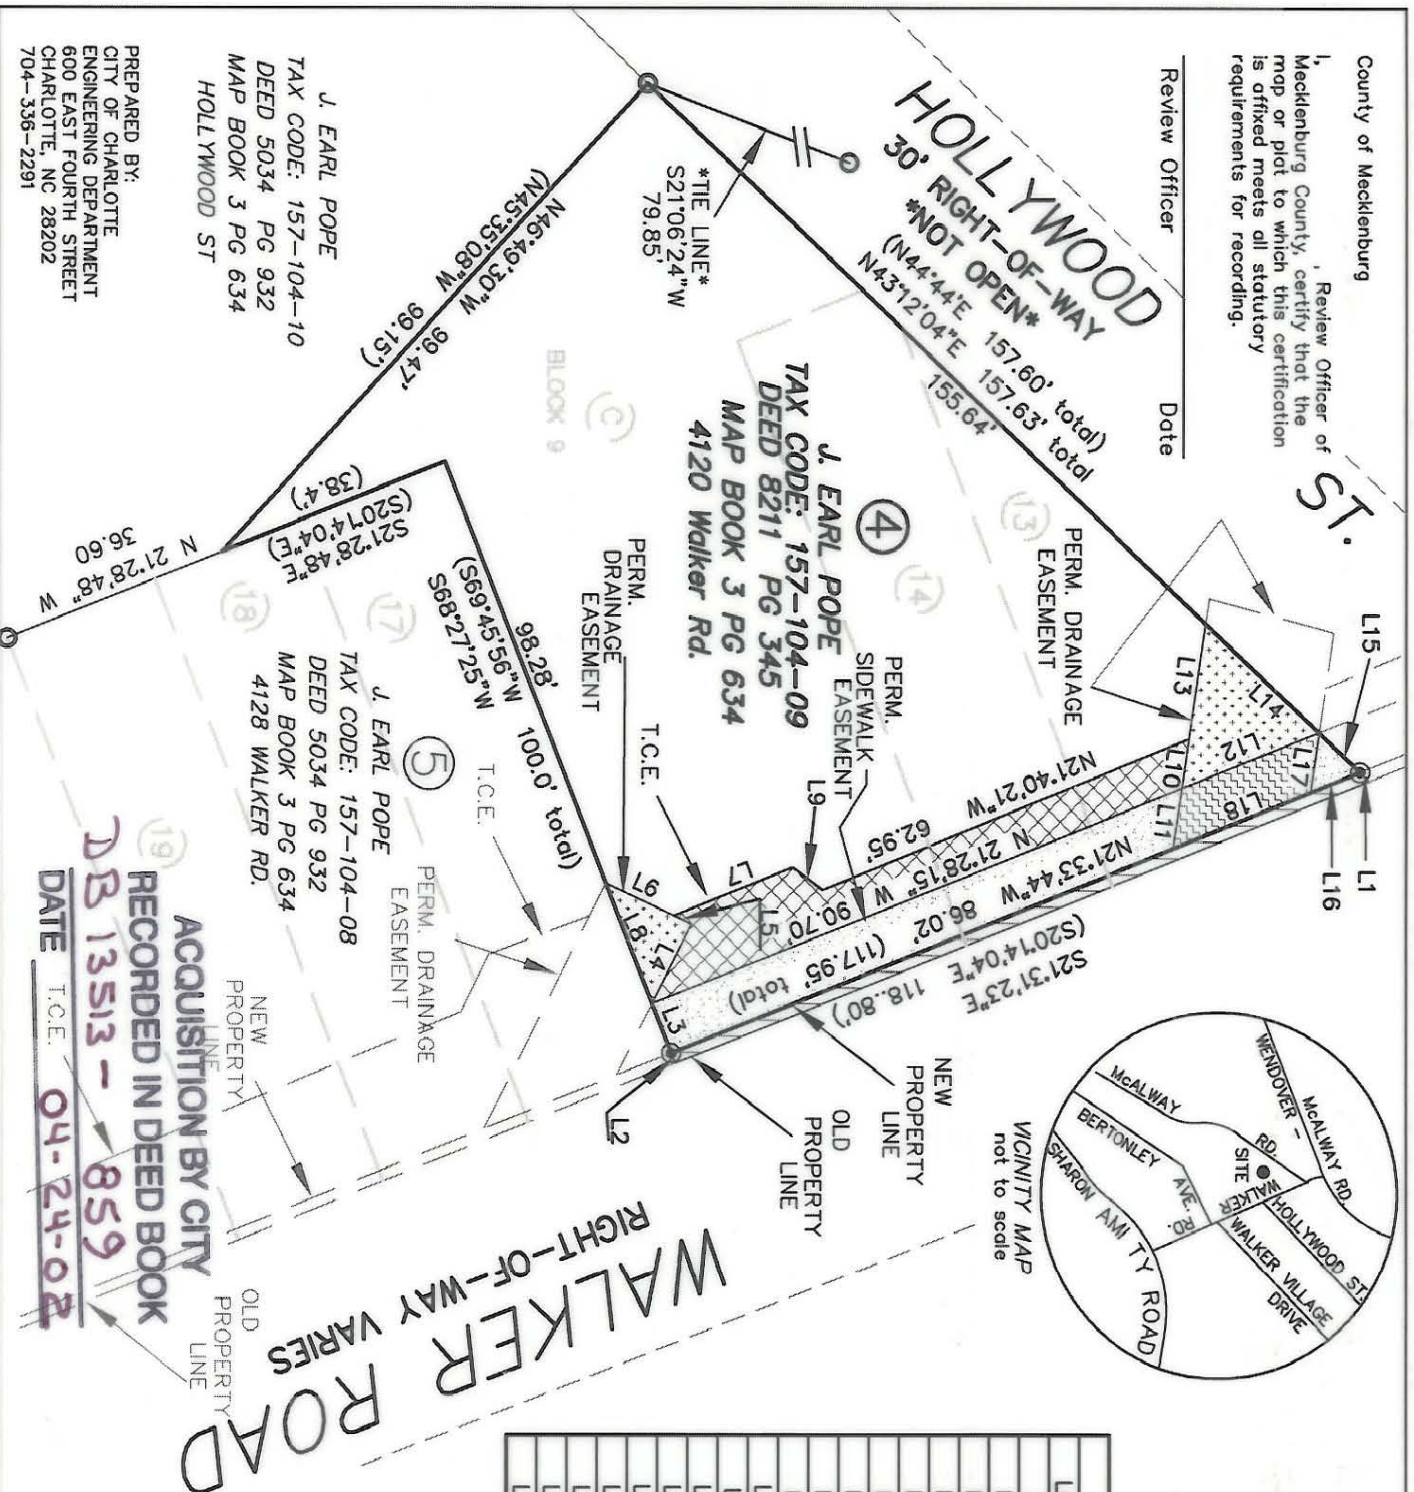 County of Mecklenburg
I, , Review Officer of
Mecklenburg County, certify that the
map or plat to which this certification
is affixed meets all statutory
requirements for recording.
Review Officer Date
HOLLYWOOD ST.
30' RIGHT-OF-WAY
*NOT OPEN*
(N44°44'E 157.60' total)
N43°12'04"E 157.63' total
155.64'
*TIE LINE*
S21°06'24"W
79.85'
N46°49'30"W 99.47'
(N45°35'08"W 99.15')
J. EARL POPE
TAX CODE: 157-104-10
DEED 5034 PG 932
MAP BOOK 3 PG 634
HOLLYWOOD ST
PREPARED BY:
CITY OF CHARLOTTE
ENGINEERING DEPARTMENT
600 EAST FOURTH STREET
CHARLOTTE, NC 28202
704-336-2291
BLOCK 9
(C)
(13)
(14)
(17)
(18)
(19)
4
J. EARL POPE
TAX CODE: 157-104-09
DEED 8211 PG 345
MAP BOOK 3 PG 634
4120 Walker Rd.
PERM. DRAINAGE
EASEMENT
PERM.
SIDEWALK
EASEMENT
PERM.
DRAINAGE
EASEMENT
T.C.E.
L15
L1
L16
L14
L13
L12
L17
L10
L11
L18
L9
L7
L5
L6
L8
L4
L3
L2
N21°40'21"W 62.95'
N 21°28'15" W 90.70'
N21°33'44"W 86.02' (117.95' total)
(S20°14'04"E 118..80')
S21°31'23"E
98.28' 100.0' total)
(S69°45'56"W
S68°27'25"W
(38.4')
(S20°14'04"E)
S21°28'48"E
N 21°28'48" W
36.60
5
J. EARL POPE
TAX CODE: 157-104-08
DEED 5034 PG 932
MAP BOOK 3 PG 634
4128 WALKER RD.
T.C.E.
PERM. DRAINAGE
EASEMENT
NEW
PROPERTY
LINE
OLD
PROPERTY
LINE
NEW
PROPERTY
LINE
OLD
PROPERTY
LINE
T.C.E.
ACQUISITION BY CITY
RECORDED IN DEED BOOK
DB 13513 - 859
DATE 04-24-02
WALKER ROAD
RIGHT-OF-WAY VARIES
VICINITY MAP
not to scale
WENDOVER -
McALWAY RD.
McALWAY
RD.
SITE
BERTONLEY
AVE.
WALKER
RD
HOLLYWOOD ST.
WALKER VILLAGE
DRIVE
SHARON AMITY ROAD